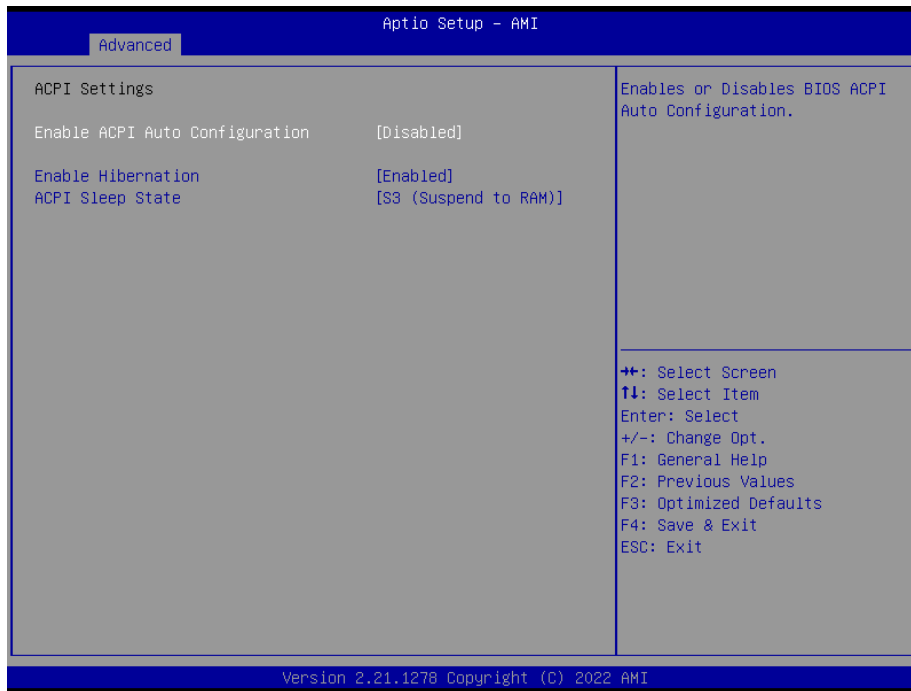 Aptio Setup – AMI
Advanced
ACPI Settings
Enable ACPI Auto Configuration [Disabled]
Enable Hibernation [Enabled]
ACPI Sleep State [S3 (Suspend to RAM)]
Enables or Disables BIOS ACPI
Auto Configuration.
→←: Select Screen
↑↓: Select Item
Enter: Select
+/-: Change Opt.
F1: General Help
F2: Previous Values
F3: Optimized Defaults
F4: Save & Exit
ESC: Exit
Version 2.21.1278 Copyright (C) 2022 AMI